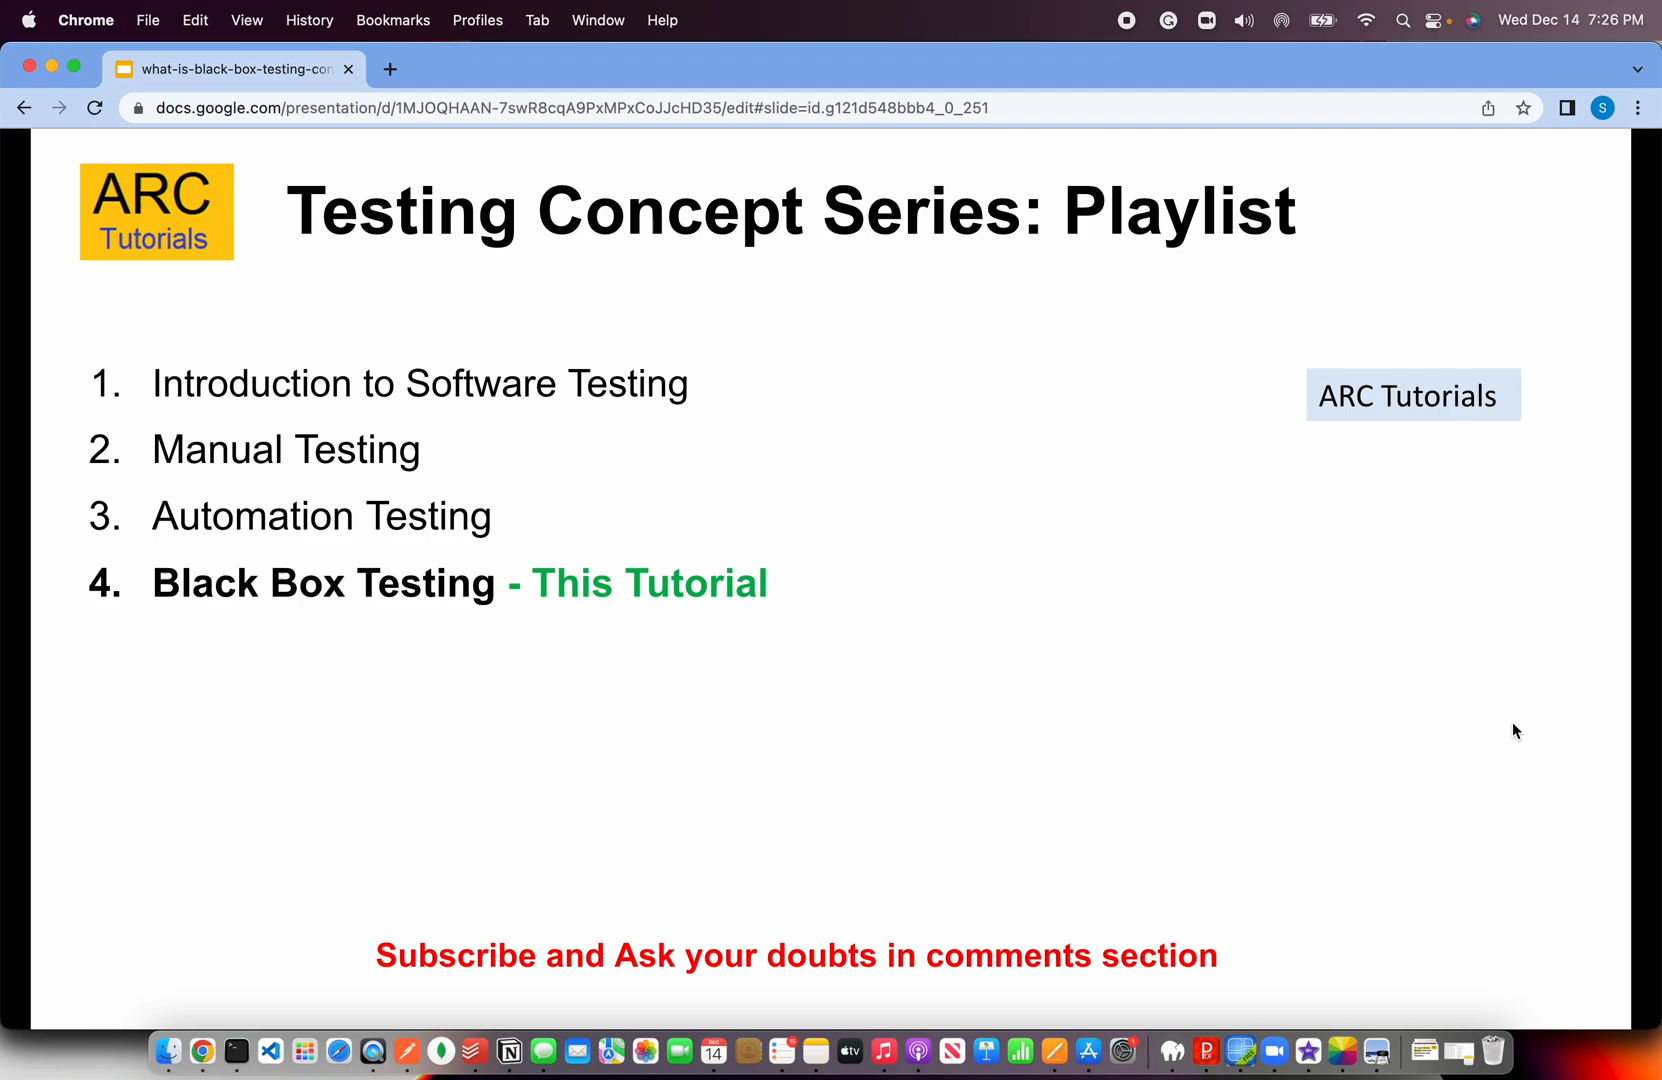 Chrome File Edit View History Bookmarks Profiles Tab Window Help Wed Dec 14 7:26 PM
what-is-black-box-testing-con
docs.google.com/presentation/d/1MJOQHAAN-7swR8cqA9PxMPxCoJJcHD35/edit#slide=id.g121d548bbb4_0_251
S
ARC
Tutorials
Testing Concept Series: Playlist
1. Introduction to Software Testing
ARC Tutorials
2. Manual Testing
3. Automation Testing
4. Black Box Testing - This Tutorial
Subscribe and Ask your doubts in comments section
DEC
14
tv